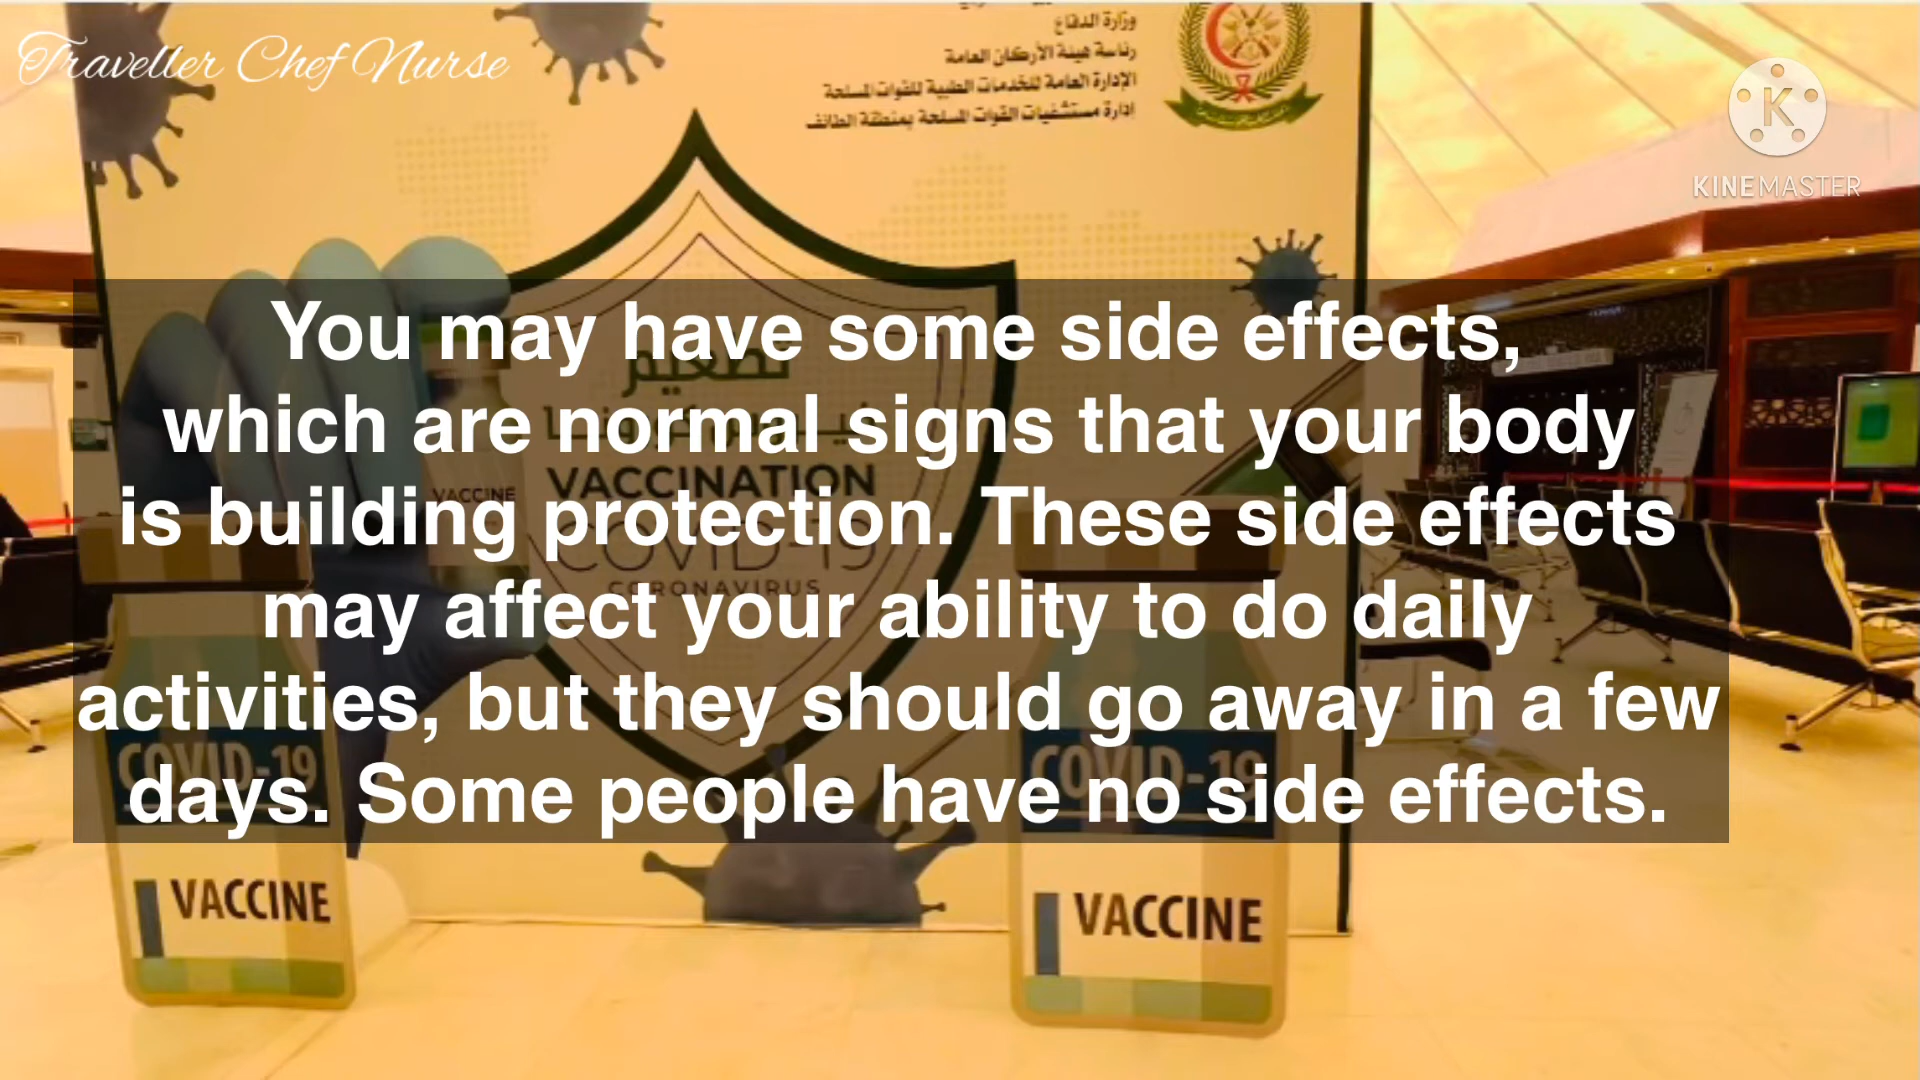 Traveller Chef Nurse
وزارة الدفاع
رئاسة هيئة الأركان العامة
الإدارة العامة للخدمات الطبية للقوات المسلحة
إدارة مستشفيات القوات المسلحة بمنطقة الطائف
K
KINEMASTER
You may have some side effects,
which are normal signs that your body
is building protection. These side effects
may affect your ability to do daily
activities, but they should go away in a few
days. Some people have no side effects.
VACCINE
VACCINATION
COVID-19
CORONAVIRUS
COVID-19
VACCINE
COVID-19
VACCINE